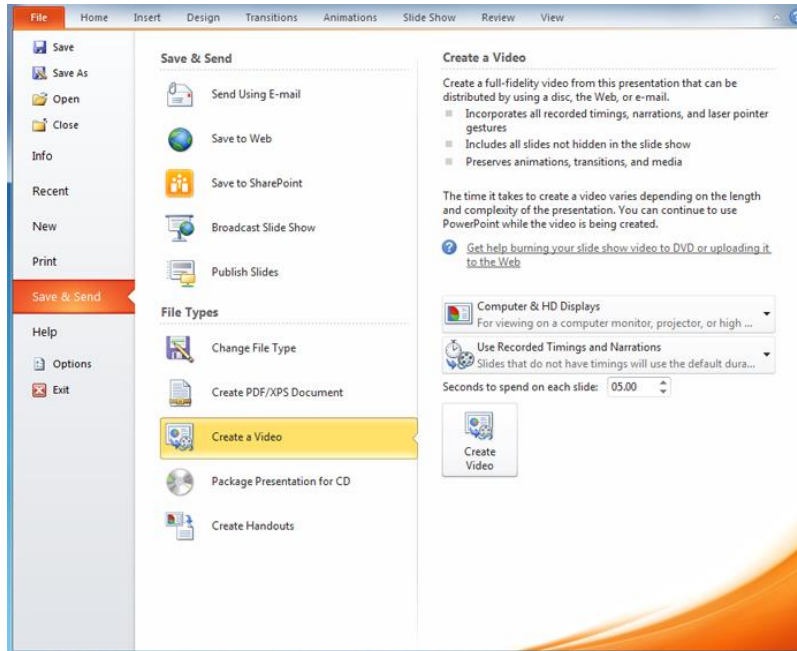 File Home Insert Design Transitions Animations Slide Show Review View
Save
Save As
Open
Close
Info
Recent
New
Print
Save & Send
Help
Options
Exit
Save & Send
Send Using E-mail
Save to Web
Save to SharePoint
Broadcast Slide Show
Publish Slides
File Types
Change File Type
Create PDF/XPS Document
Create a Video
Package Presentation for CD
Create Handouts
Create a Video
Create a full-fidelity video from this presentation that can be
distributed by using a disc, the Web, or e-mail.
Incorporates all recorded timings, narrations, and laser pointer
gestures
Includes all slides not hidden in the slide show
Preserves animations, transitions, and media
The time it takes to create a video varies depending on the length
and complexity of the presentation. You can continue to use
PowerPoint while the video is being created.
Get help burning your slide show video to DVD or uploading it
to the Web
Computer & HD Displays
For viewing on a computer monitor, projector, or high ...
Use Recorded Timings and Narrations
Slides that do not have timings will use the default dura...
Seconds to spend on each slide: 05.00
Create
Video